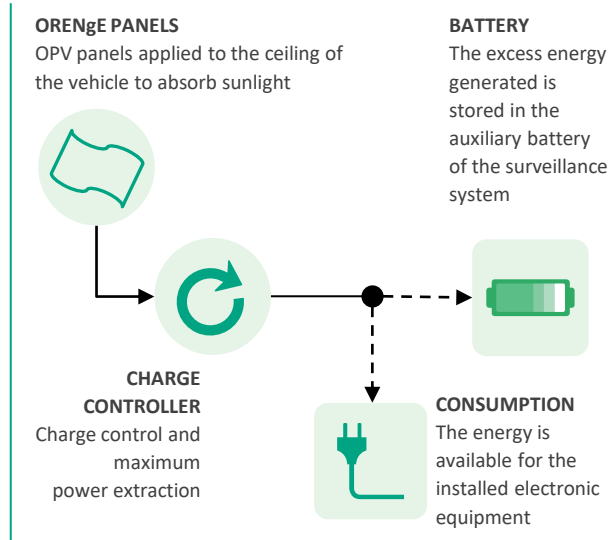 ORENgE PANELS
OPV panels applied to the ceiling of
the vehicle to absorb sunlight
BATTERY
The excess energy
generated is
stored in the
auxiliary battery
of the surveillance
system
CHARGE
CONTROLLER
Charge control and
maximum
power extraction
CONSUMPTION
The energy is
available for the
installed electronic
equipment